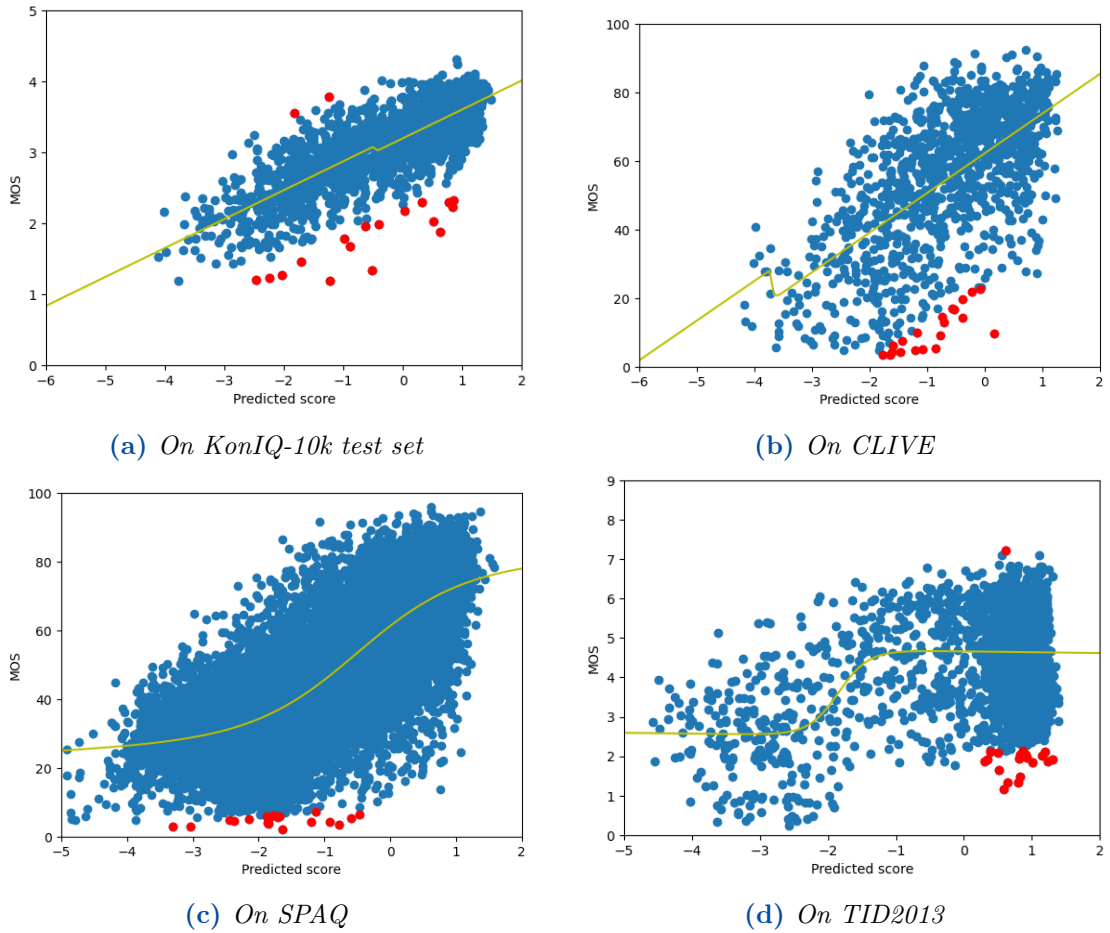 5
4
3
2
1
0
MOS
−6 −5 −4 −3 −2 −1 0 1 2
Predicted score
(a) On KonIQ-10k test set
100
80
60
40
20
0
MOS
−6 −5 −4 −3 −2 −1 0 1 2
Predicted score
(b) On CLIVE
100
80
60
40
20
0
MOS
−5 −4 −3 −2 −1 0 1 2
Predicted score
(c) On SPAQ
9
8
7
6
5
4
3
2
1
0
MOS
−5 −4 −3 −2 −1 0 1 2
Predicted score
(d) On TID2013